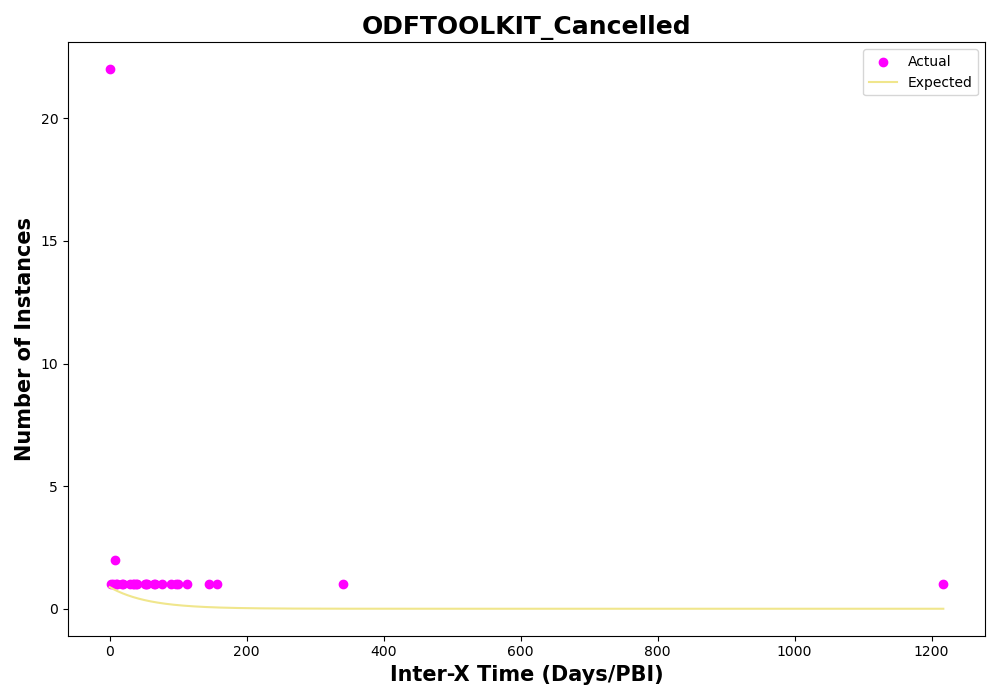 ODFTOOLKIT_Cancelled
Actual
Expected
Number of Instances
20
15
10
5
0
0
200
400
600
800
1000
1200
Inter-X Time (Days/PBI)